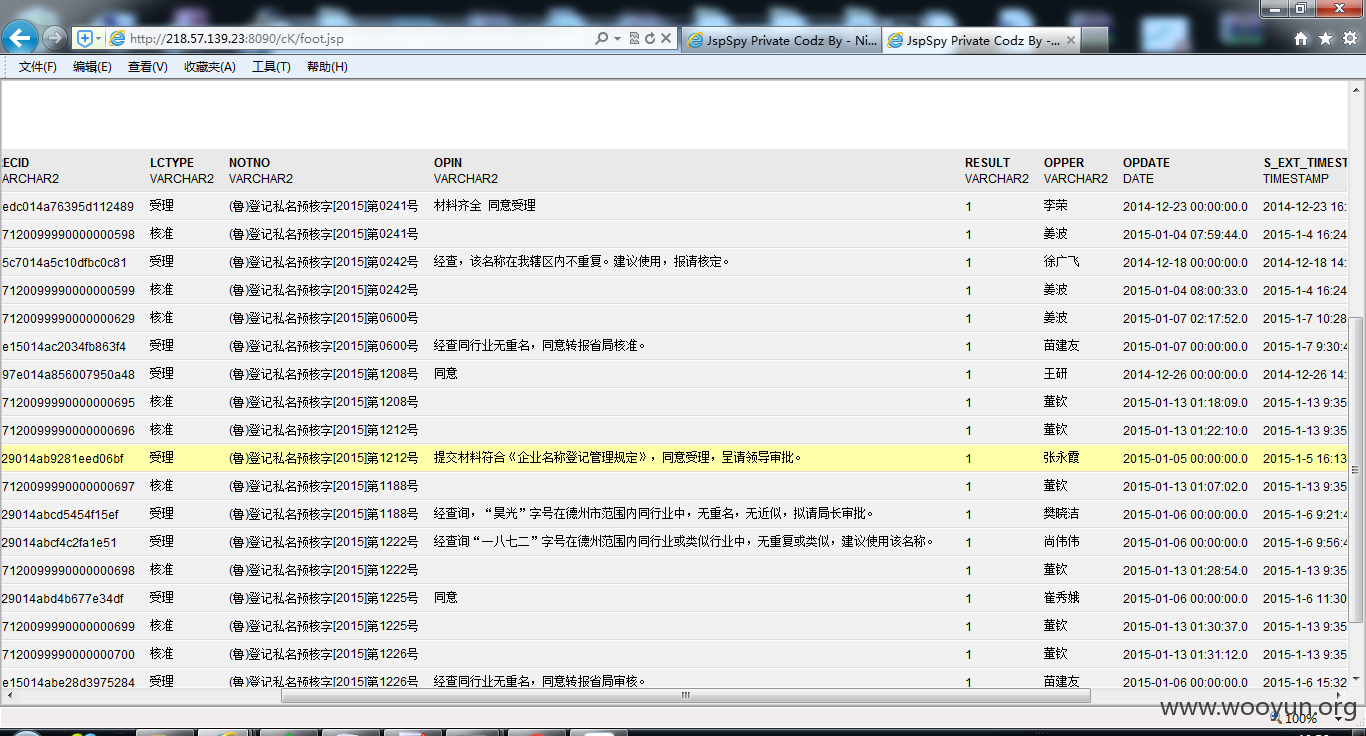 http://218.57.139.23:8090/cK/foot.jsp
JspSpy Private Codz By - Ni...
JspSpy Private Codz By -...
文件(F) 编辑(E) 查看(V) 收藏夹(A) 工具(T) 帮助(H)
ECID LCTYPE NOTNO OPIN RESULT OPPER OPDATE S_EXT_TIMEST
ARCHAR2 VARCHAR2 VARCHAR2 VARCHAR2 VARCHAR2 VARCHAR2 DATE TIMESTAMP
edc014a76395d112489 受理 (鲁)登记私名预核字[2015]第0241号 材料齐全 同意受理 1 李荣 2014-12-23 00:00:00.0 2014-12-23 16:
7120099990000000598 核准 (鲁)登记私名预核字[2015]第0241号 1 姜波 2015-01-04 07:59:44.0 2015-1-4 16:24
5c7014a5c10dfbc0c81 受理 (鲁)登记私名预核字[2015]第0242号 经查，该名称在我辖区内不重复。建议使用，报请核定。 1 徐广飞 2014-12-18 00:00:00.0 2014-12-18 14:
7120099990000000599 核准 (鲁)登记私名预核字[2015]第0242号 1 姜波 2015-01-04 08:00:33.0 2015-1-4 16:24
7120099990000000629 核准 (鲁)登记私名预核字[2015]第0600号 1 姜波 2015-01-07 02:17:52.0 2015-1-7 10:28
e15014ac2034fb863f4 受理 (鲁)登记私名预核字[2015]第0600号 经查同行业无重名，同意转报省局核准。 1 苗建友 2015-01-07 00:00:00.0 2015-1-7 9:30:4
97e014a856007950a48 受理 (鲁)登记私名预核字[2015]第1208号 同意 1 王研 2014-12-26 00:00:00.0 2014-12-26 14:
7120099990000000695 核准 (鲁)登记私名预核字[2015]第1208号 1 董钦 2015-01-13 01:18:09.0 2015-1-13 9:35
7120099990000000696 核准 (鲁)登记私名预核字[2015]第1212号 1 董钦 2015-01-13 01:22:10.0 2015-1-13 9:35
29014ab9281eed06bf 受理 (鲁)登记私名预核字[2015]第1212号 提交材料符合《企业名称登记管理规定》，同意受理，呈请领导审批。 1 张永霞 2015-01-05 00:00:00.0 2015-1-5 16:13
7120099990000000697 核准 (鲁)登记私名预核字[2015]第1188号 1 董钦 2015-01-13 01:07:02.0 2015-1-13 9:35
29014abcd5454f15ef 受理 (鲁)登记私名预核字[2015]第1188号 经查询，“昊光”字号在德州市范围内同行业中，无重名，无近似，拟请局长审批。 1 樊晓洁 2015-01-06 00:00:00.0 2015-1-6 9:21:4
29014abcf4c2fa1e51 受理 (鲁)登记私名预核字[2015]第1222号 经查询“一八七二”字号在德州范围内同行业或类似行业中，无重复或类似，建议使用该名称。 1 尚伟伟 2015-01-06 00:00:00.0 2015-1-6 9:56:4
7120099990000000698 核准 (鲁)登记私名预核字[2015]第1222号 1 董钦 2015-01-13 01:28:54.0 2015-1-13 9:35
29014abd4b677e34df 受理 (鲁)登记私名预核字[2015]第1225号 同意 1 崔秀娥 2015-01-06 00:00:00.0 2015-1-6 11:30
7120099990000000699 核准 (鲁)登记私名预核字[2015]第1225号 1 董钦 2015-01-13 01:30:37.0 2015-1-13 9:35
7120099990000000700 核准 (鲁)登记私名预核字[2015]第1226号 1 董钦 2015-01-13 01:31:12.0 2015-1-13 9:35
e15014abe28d3975284 受理 (鲁)登记私名预核字[2015]第1226号 经查同行业无重名，同意转报省局审核。 1 苗建友 2015-01-06 00:00:00.0 2015-1-6 15:32
www.wooyun.org
100%